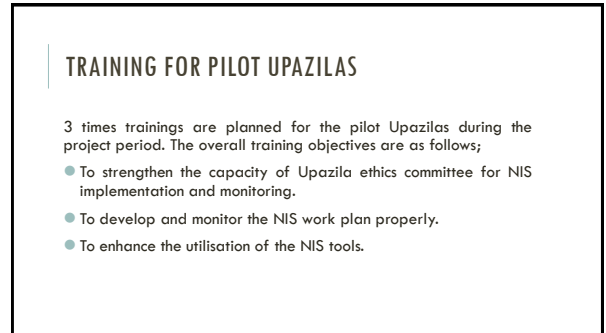 TRAINING FOR PILOT UPAZILAS
3 times trainings are planned for the pilot Upazilas during the
project period. The overall training objectives are as follows;
To strengthen the capacity of Upazila ethics committee for NIS
implementation and monitoring.
To develop and monitor the NIS work plan properly.
To enhance the utilisation of the NIS tools.